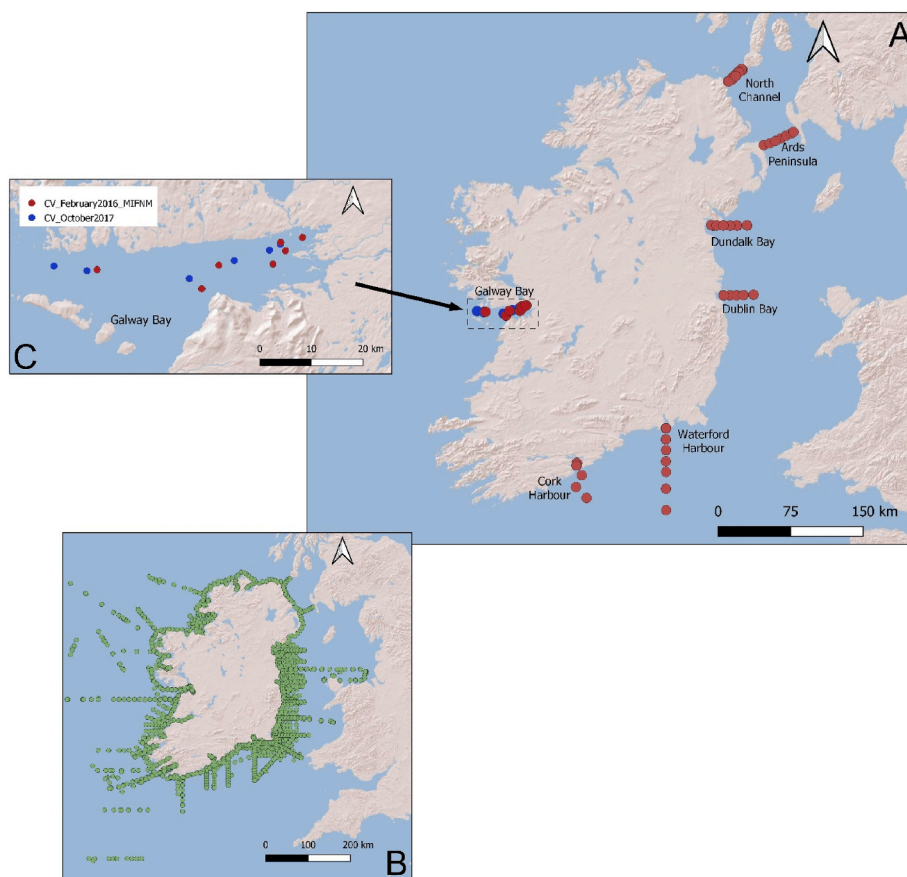 A
North
Channel
Ards
Peninsula
Dundalk Bay
Dublin Bay
Galway Bay
Waterford
Harbour
Cork
Harbour
0 75 150 km
CV_February2016_MIFNM
CV_October2017
Galway Bay
C
0 10 20 km
0 100 200 km
B